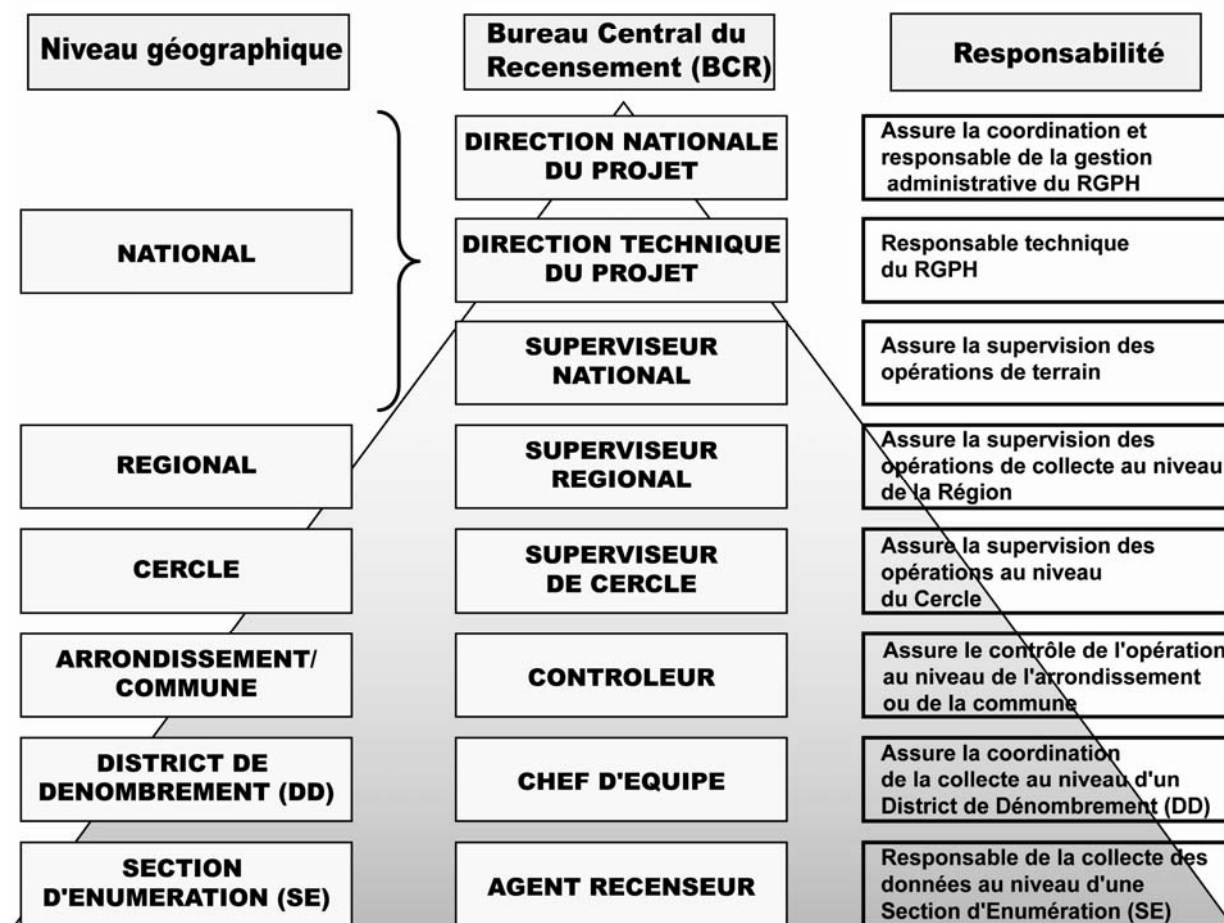 Niveau géographique
Bureau Central du
Recensement (BCR)
Responsabilité
NATIONAL
DIRECTION NATIONALE
DU PROJET
Assure la coordination et
responsable de la gestion
administrative du RGPH
DIRECTION TECHNIQUE
DU PROJET
Responsable technique
du RGPH
SUPERVISEUR
NATIONAL
Assure la supervision des
opérations de terrain
REGIONAL
SUPERVISEUR
REGIONAL
Assure la supervision des
opérations de collecte au niveau
de la Région
CERCLE
SUPERVISEUR
DE CERCLE
Assure la supervision des
opérations au niveau
du Cercle
ARRONDISSEMENT/
COMMUNE
CONTROLEUR
Assure le contrôle de l'opération
au niveau de l'arrondissement
ou de la commune
DISTRICT DE
DENOMBREMENT (DD)
CHEF D'EQUIPE
Assure la coordination
de la collecte au niveau d'un
District de Dénombrement (DD)
SECTION
D'ENUMERATION (SE)
AGENT RECENSEUR
Responsable de la collecte des
données au niveau d'une
Section d'Enumération (SE)